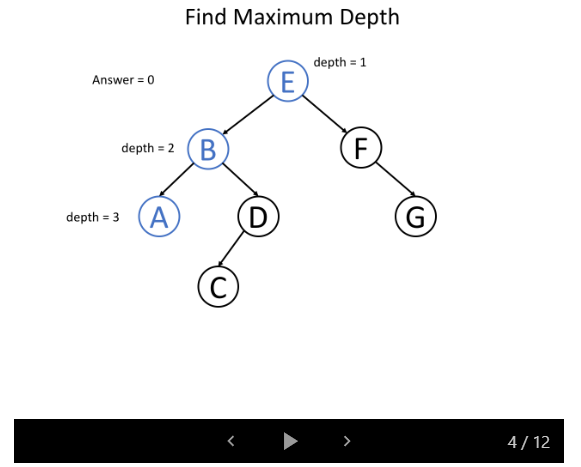 Find Maximum Depth
depth = 1
Answer = 0
E
depth = 2
B
F
depth = 3
A
D
G
C
4 / 12